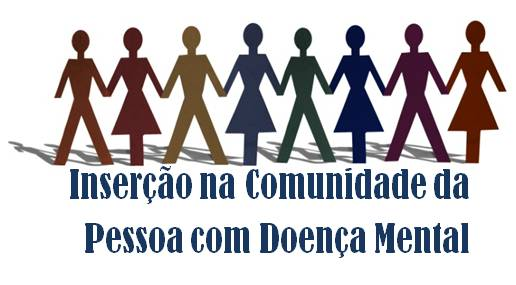 Inserção na Comunidade da
Pessoa com Doença Mental